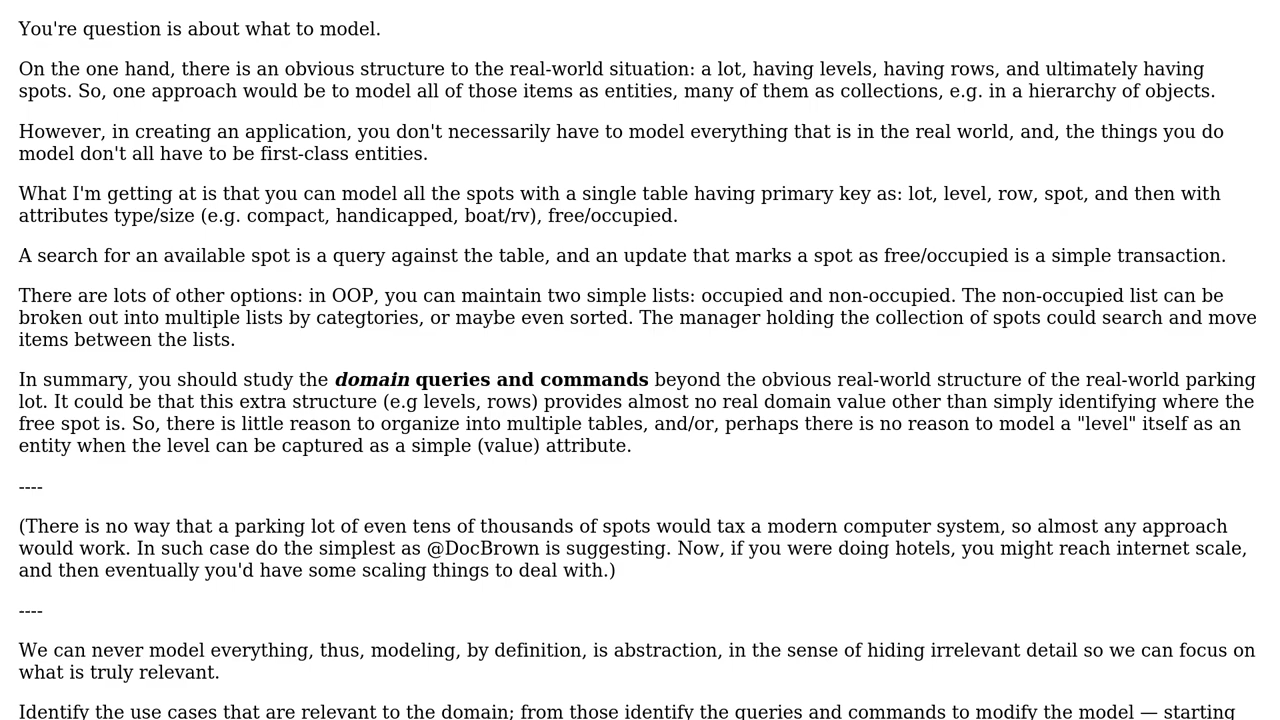 You're question is about what to model.
On the one hand, there is an obvious structure to the real-world situation: a lot, having levels, having rows, and ultimately having
spots. So, one approach would be to model all of those items as entities, many of them as collections, e.g. in a hierarchy of objects.
However, in creating an application, you don't necessarily have to model everything that is in the real world, and, the things you do
model don't all have to be first-class entities.
What I'm getting at is that you can model all the spots with a single table having primary key as: lot, level, row, spot, and then with
attributes type/size (e.g. compact, handicapped, boat/rv), free/occupied.
A search for an available spot is a query against the table, and an update that marks a spot as free/occupied is a simple transaction.
There are lots of other options: in OOP, you can maintain two simple lists: occupied and non-occupied. The non-occupied list can be
broken out into multiple lists by categtories, or maybe even sorted. The manager holding the collection of spots could search and move
items between the lists.
In summary, you should study the domain queries and commands beyond the obvious real-world structure of the real-world parking
lot. It could be that this extra structure (e.g levels, rows) provides almost no real domain value other than simply identifying where the
free spot is. So, there is little reason to organize into multiple tables, and/or, perhaps there is no reason to model a "level" itself as an
entity when the level can be captured as a simple (value) attribute.
----
(There is no way that a parking lot of even tens of thousands of spots would tax a modern computer system, so almost any approach
would work. In such case do the simplest as @DocBrown is suggesting. Now, if you were doing hotels, you might reach internet scale,
and then eventually you'd have some scaling things to deal with.)
----
We can never model everything, thus, modeling, by definition, is abstraction, in the sense of hiding irrelevant detail so we can focus on
what is truly relevant.
Identify the use cases that are relevant to the domain; from those identify the queries and commands to modify the model — starting